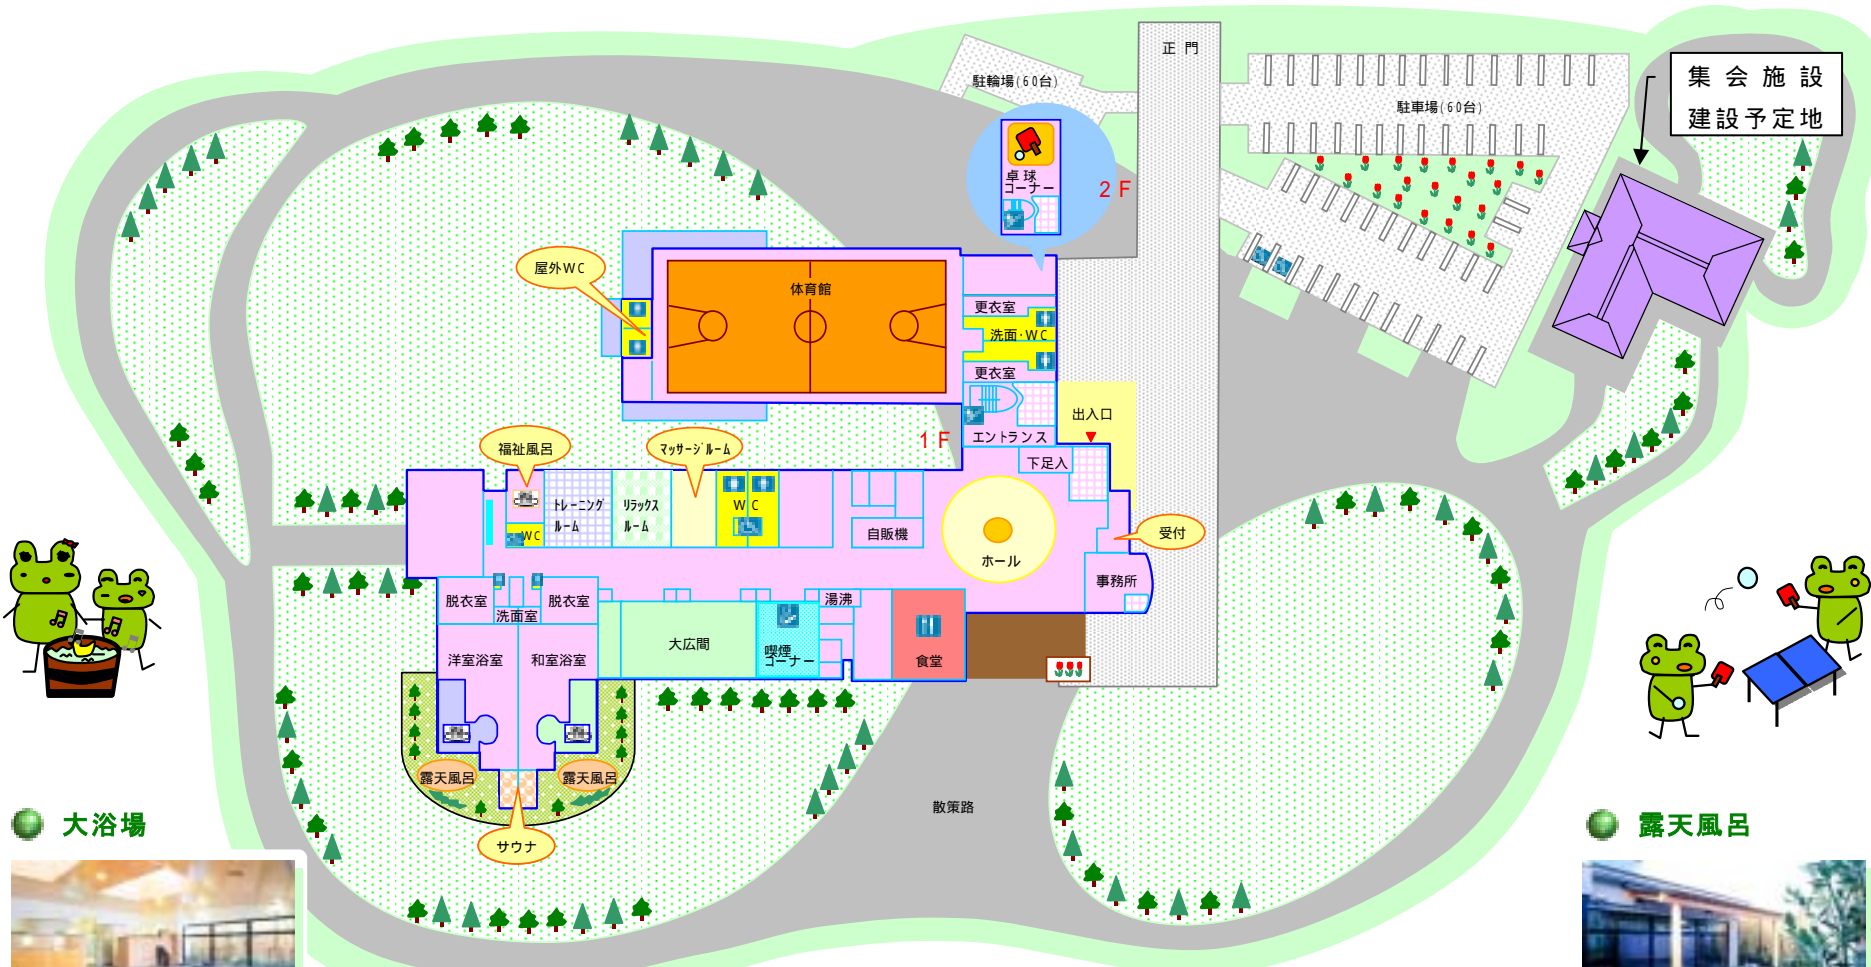 正門
駐輪場(60台)
駐車場(60台)
集会施設
建設予定地
卓球
コーナー
2F
屋外WC
体育館
更衣室
洗面・WC
更衣室
出入口
1F
エントランス
下足入
福祉風呂
マッサージルーム
トレーニング
ルーム
リラックス
ルーム
WC
WC
自販機
ホール
受付
事務所
脱衣室
洗面室
脱衣室
湯沸
大広間
喫煙
コーナー
食堂
洋室浴室
和室浴室
露天風呂
露天風呂
サウナ
散策路
大浴場
露天風呂